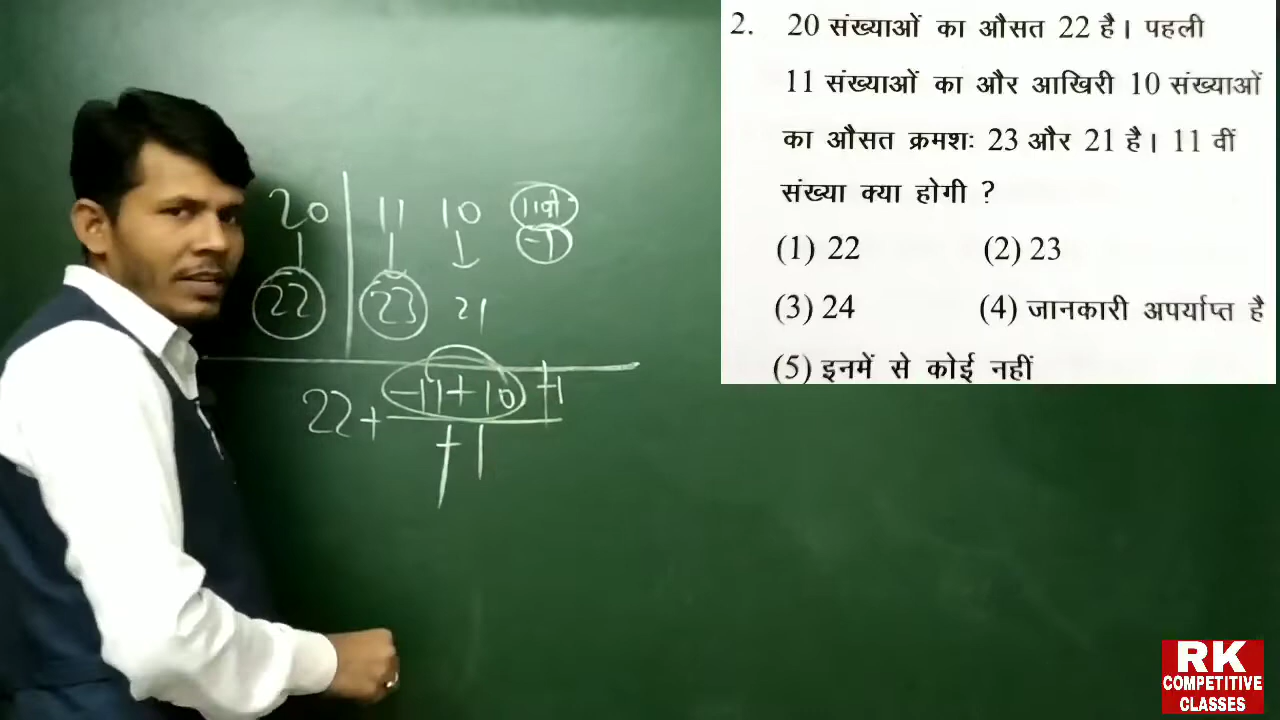 2. 20 संख्याओं का औसत 22 है। पहली
11 संख्याओं का और आखिरी 10 संख्याओं
का औसत क्रमशः 23 और 21 है। 11 वीं
संख्या क्या होगी ?
(1) 22 (2) 23
(3) 24 (4) जानकारी अपर्याप्त है
(5) इनमें से कोई नहीं
20 11 10 11वी
-1
22 23 21
22+ -11+10 +1
+1
RK
COMPETITIVE
CLASSES